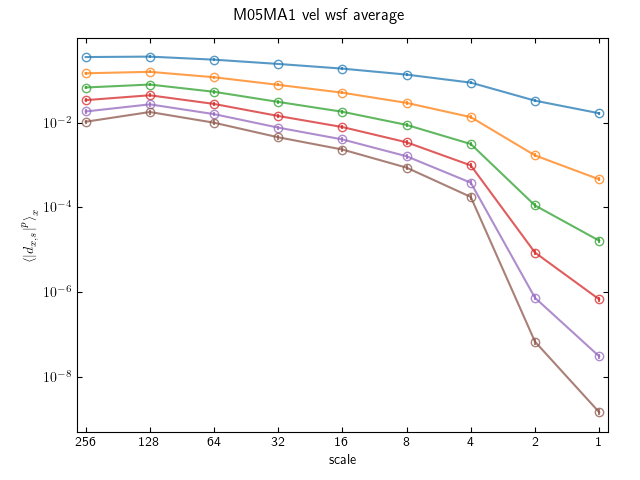 M05MA1 vel wsf average
⟨|d_{x,s}|^p⟩_x
10^{-2}
10^{-4}
10^{-6}
10^{-8}
256 128 64 32 16 8 4 2 1
scale